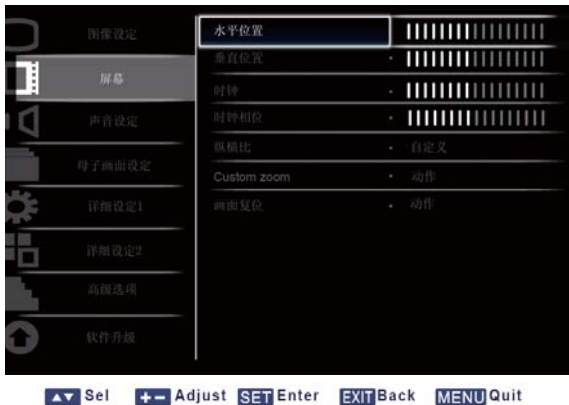 图像设定
屏幕
声音设定
母子画面设定
详细设定1
详细设定2
高级选项
软件升级
水平位置
垂直位置
时钟
时钟相位
纵横比 · 自定义
Custom zoom · 动作
画面复位 · 动作
Sel +− Adjust SET Enter EXIT Back MENU Quit